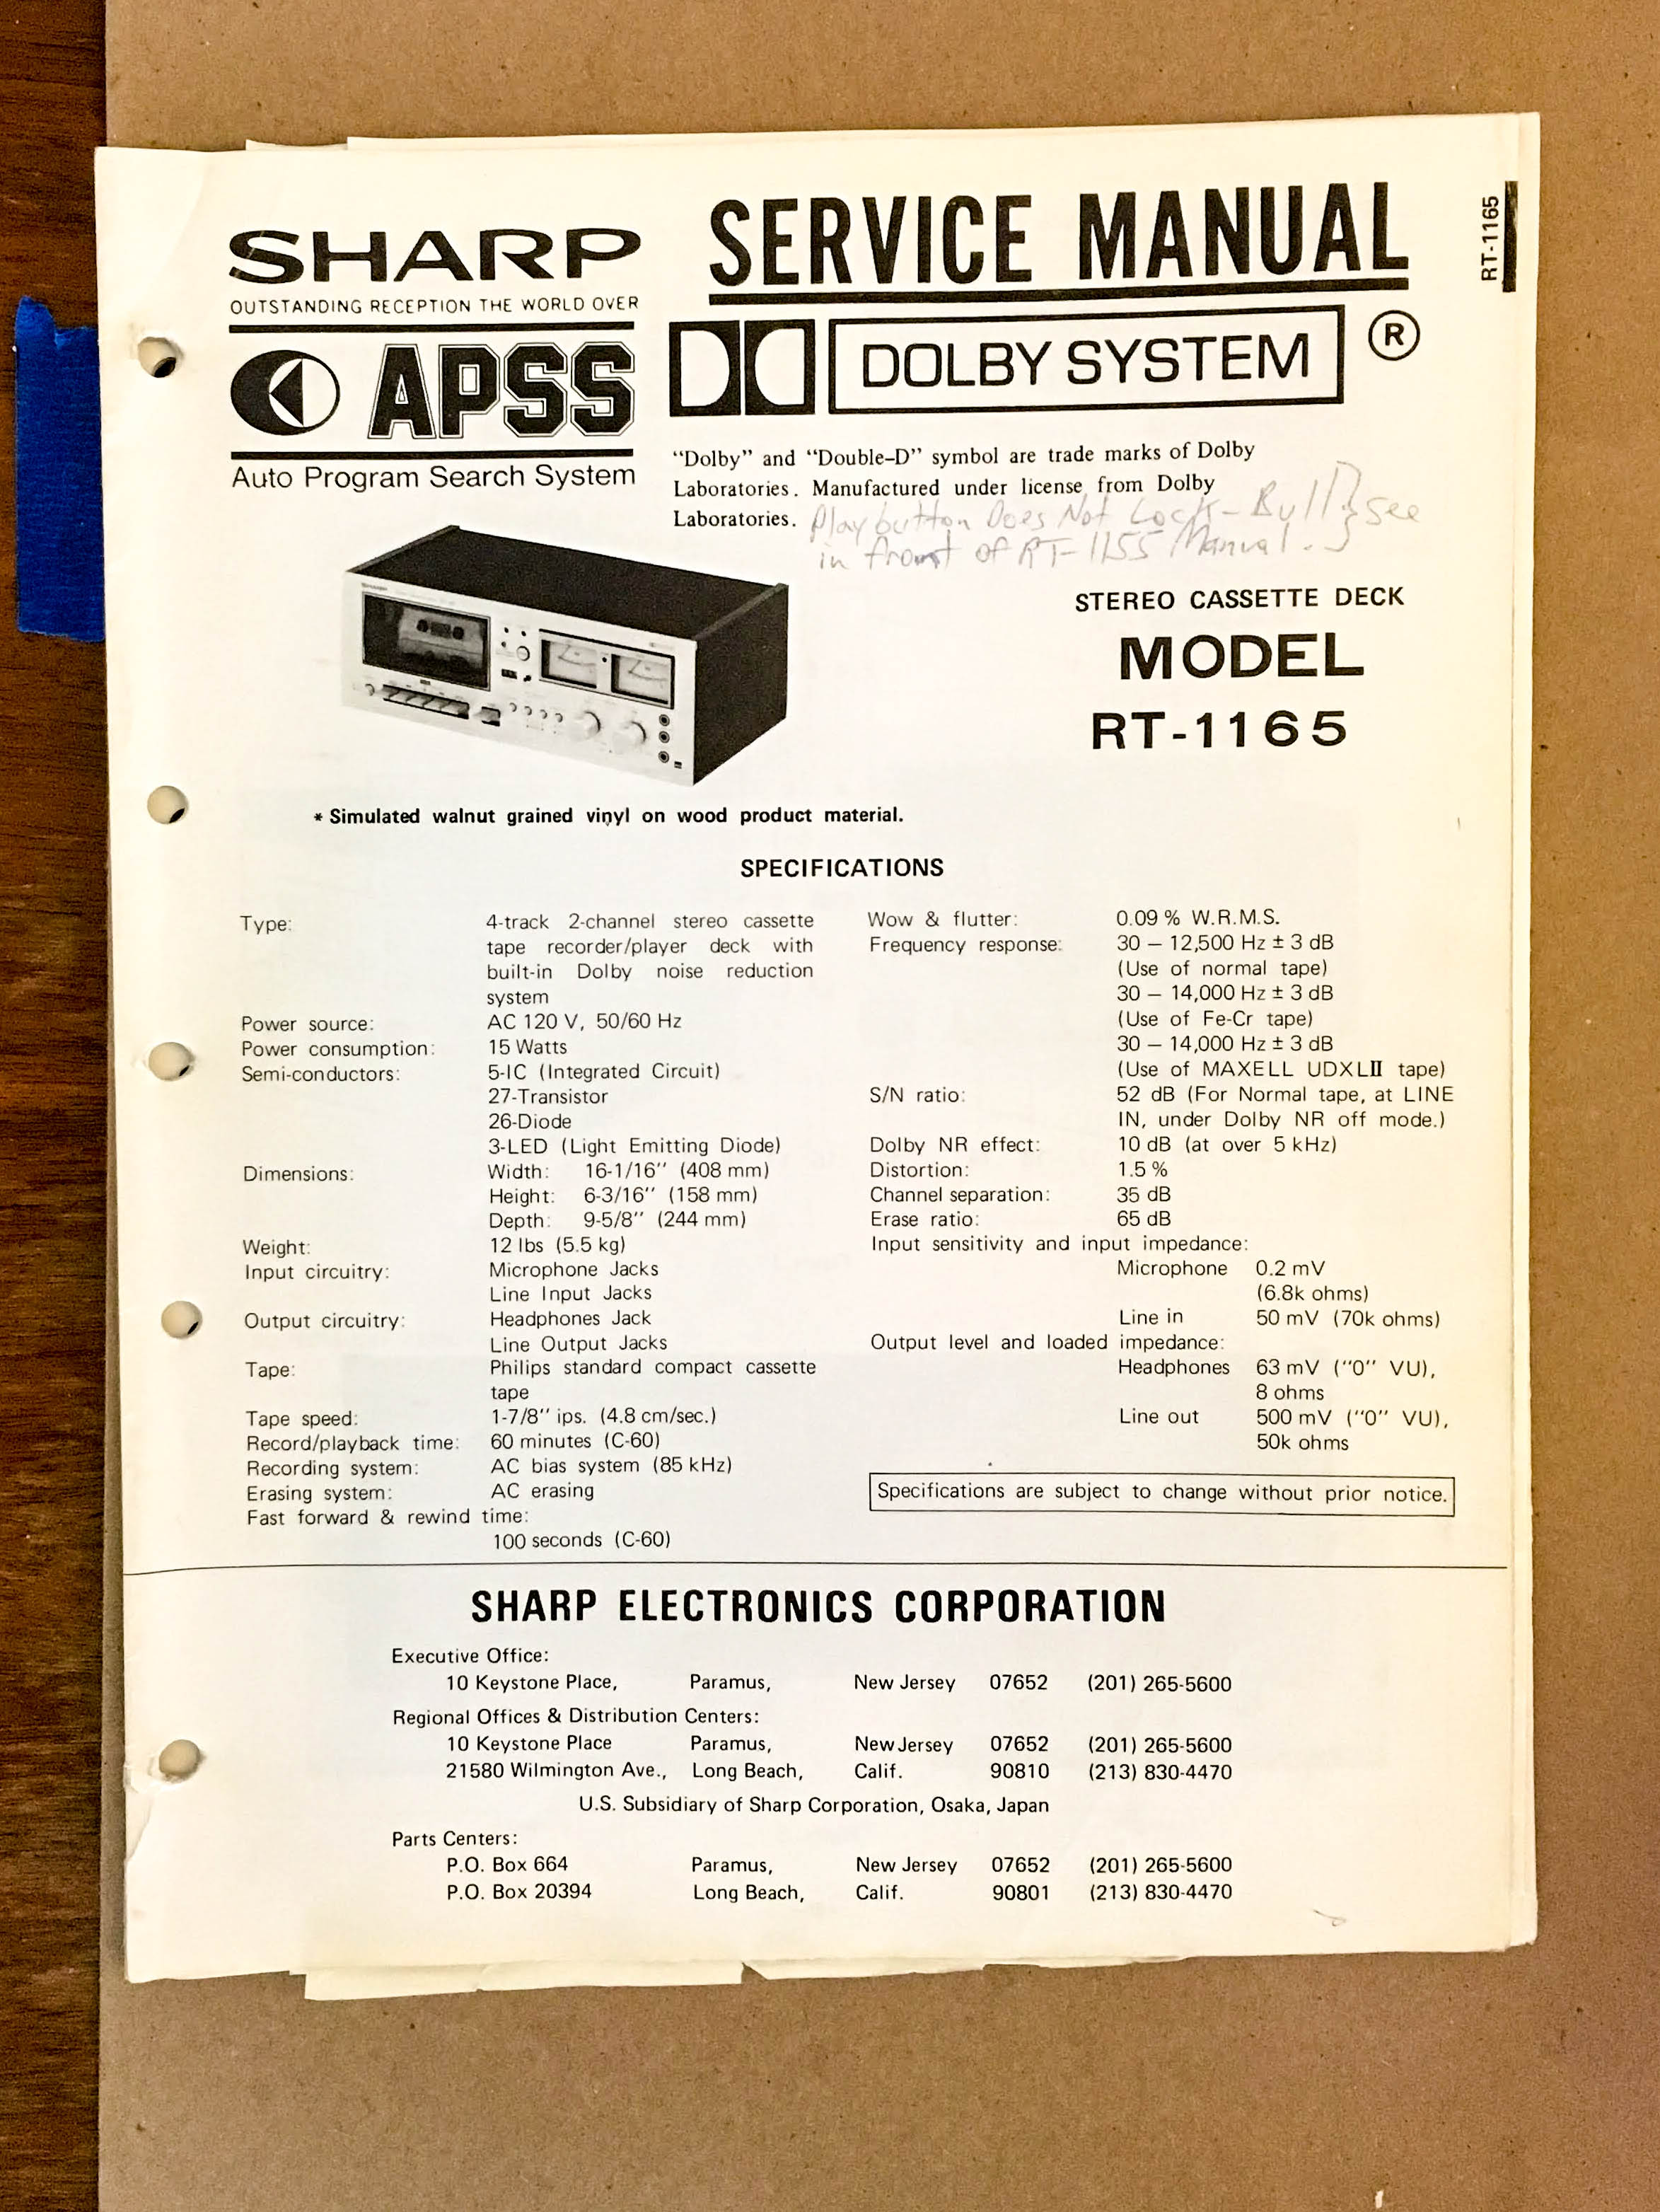 SHARP
OUTSTANDING RECEPTION THE WORLD OVER
APSS
Auto Program Search System
SERVICE MANUAL
DOLBY SYSTEM ®
RT-1165
“Dolby” and “Double-D” symbol are trade marks of Dolby
Laboratories. Manufactured under license from Dolby
Laboratories.
Play button Does Not Lock - Bull } See
in front of RT-1155 Manual.
STEREO CASSETTE DECK
MODEL
RT-1165
* Simulated walnut grained vinyl on wood product material.
SPECIFICATIONS
Type: 4-track 2-channel stereo cassette
tape recorder/player deck with
built-in Dolby noise reduction
system
Power source: AC 120 V, 50/60 Hz
Power consumption: 15 Watts
Semi-conductors: 5-IC (Integrated Circuit)
27-Transistor
26-Diode
3-LED (Light Emitting Diode)
Dimensions: Width: 16-1/16’’ (408 mm)
Height: 6-3/16’’ (158 mm)
Depth: 9-5/8’’ (244 mm)
Weight: 12 lbs (5.5 kg)
Input circuitry: Microphone Jacks
Line Input Jacks
Output circuitry: Headphones Jack
Line Output Jacks
Tape: Philips standard compact cassette
tape
Tape speed: 1-7/8’’ ips. (4.8 cm/sec.)
Record/playback time: 60 minutes (C-60)
Recording system: AC bias system (85 kHz)
Erasing system: AC erasing
Fast forward & rewind time:
100 seconds (C-60)
Wow & flutter: 0.09 % W.R.M.S.
Frequency response: 30 – 12,500 Hz ± 3 dB
(Use of normal tape)
30 – 14,000 Hz ± 3 dB
(Use of Fe-Cr tape)
30 – 14,000 Hz ± 3 dB
(Use of MAXELL UDXLII tape)
S/N ratio: 52 dB (For Normal tape, at LINE
IN, under Dolby NR off mode.)
Dolby NR effect: 10 dB (at over 5 kHz)
Distortion: 1.5 %
Channel separation: 35 dB
Erase ratio: 65 dB
Input sensitivity and input impedance:
Microphone 0.2 mV
(6.8k ohms)
Line in 50 mV (70k ohms)
Output level and loaded impedance:
Headphones 63 mV (“0” VU),
8 ohms
Line out 500 mV (“0” VU),
50k ohms
Specifications are subject to change without prior notice.
SHARP ELECTRONICS CORPORATION
Executive Office:
10 Keystone Place, Paramus, New Jersey 07652 (201) 265-5600
Regional Offices & Distribution Centers:
10 Keystone Place Paramus, New Jersey 07652 (201) 265-5600
21580 Wilmington Ave., Long Beach, Calif. 90810 (213) 830-4470
U.S. Subsidiary of Sharp Corporation, Osaka, Japan
Parts Centers:
P.O. Box 664 Paramus, New Jersey 07652 (201) 265-5600
P.O. Box 20394 Long Beach, Calif. 90801 (213) 830-4470